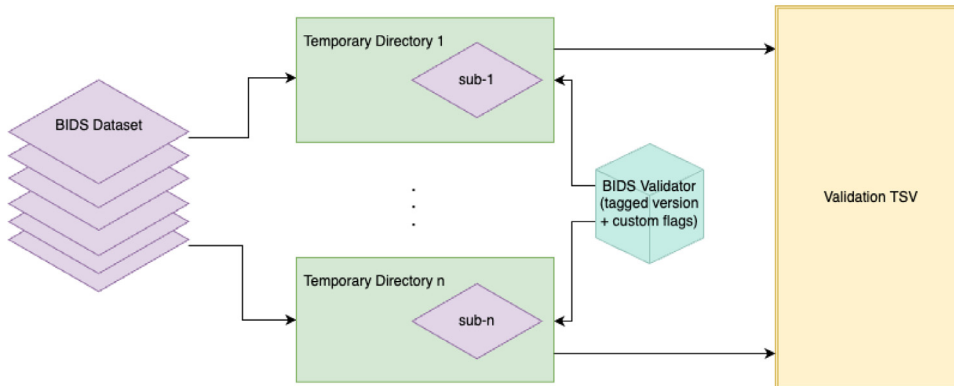 Temporary Directory 1
sub-1
BIDS Dataset
BIDS Validator
(tagged version
+ custom flags)
Validation TSV
Temporary Directory n
sub-n